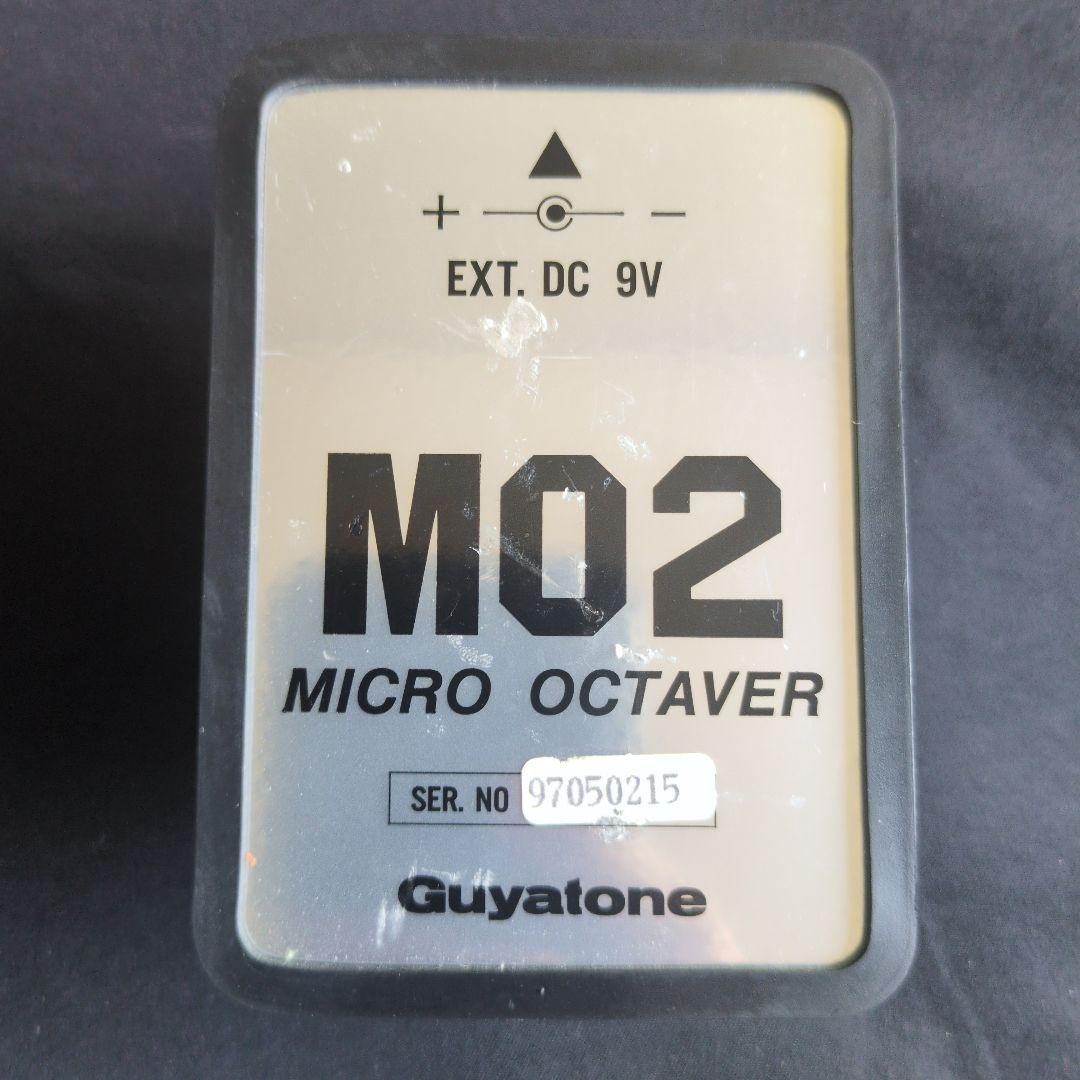 + −
EXT. DC 9V
MO2
MICRO OCTAVER
SER. NO 97050215
Guyatone